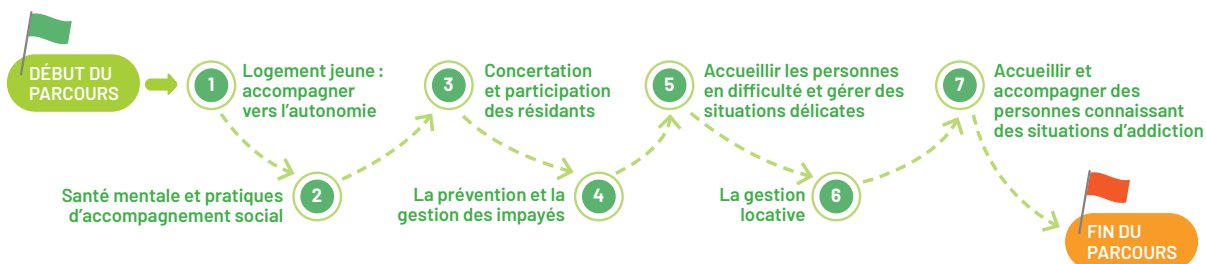 DÉBUT DU
PARCOURS
1
Logement jeune :
accompagner
vers l'autonomie
2
Santé mentale et pratiques
d'accompagnement social
3
Concertation
et participation
des résidants
4
La prévention et la
gestion des impayés
5
Accueillir les personnes
en difficulté et gérer des
situations délicates
6
La gestion
locative
7
Accueillir et
accompagner des
personnes connaissant
des situations d'addiction
FIN DU
PARCOURS